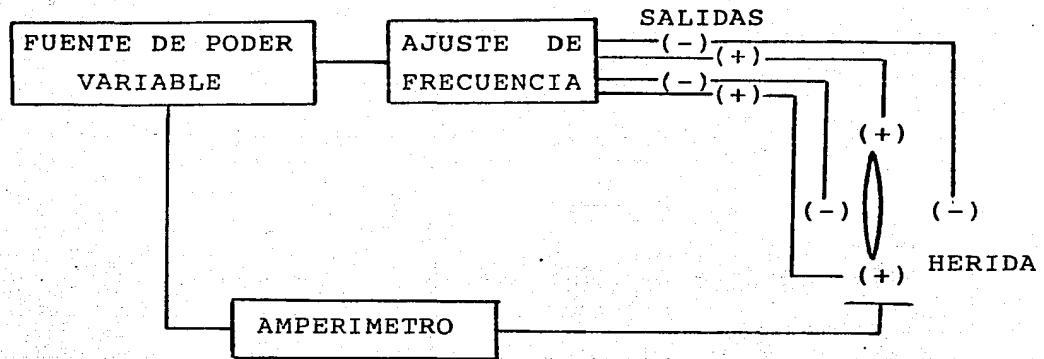 SALIDAS
FUENTE DE PODER
VARIABLE
AJUSTE DE
FRECUENCIA
(-)
(+)
(-)
(+)
(+)
(-)
(-)
HERIDA
(+)
AMPERIMETRO